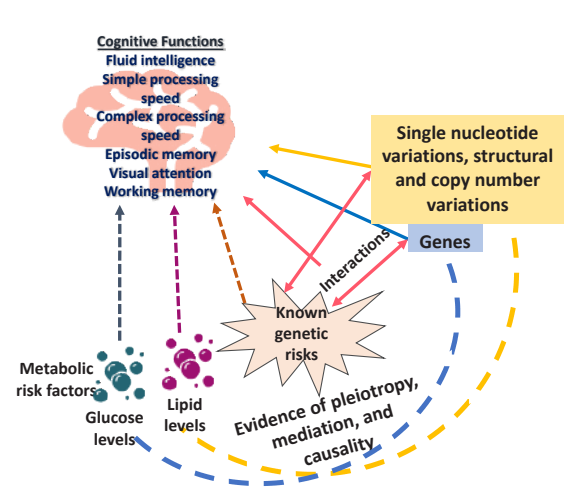 Cognitive Functions
Fluid intelligence
Simple processing
speed
Complex processing
speed
Episodic memory
Visual attention
Working memory
Single nucleotide
variations, structural
and copy number
variations
Genes
Interactions
Known
genetic
risks
Metabolic
risk factors
Glucose
levels
Lipid
levels
Evidence of pleiotropy,
mediation, and
causality